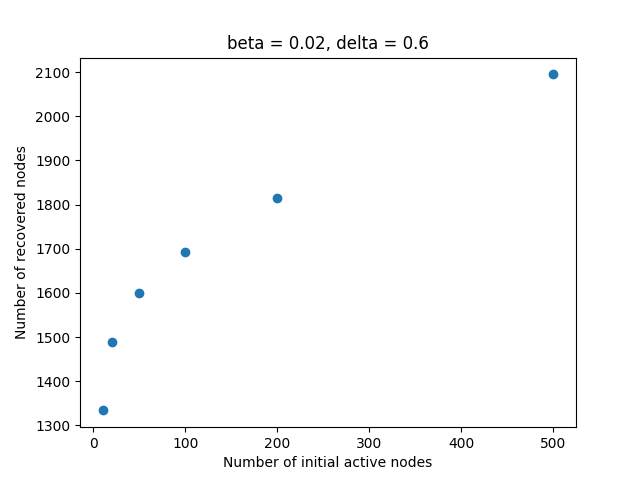 beta = 0.02, delta = 0.6
2100
2000
1900
1800
1700
1600
1500
1400
1300
Number of recovered nodes
0 100 200 300 400 500
Number of initial active nodes